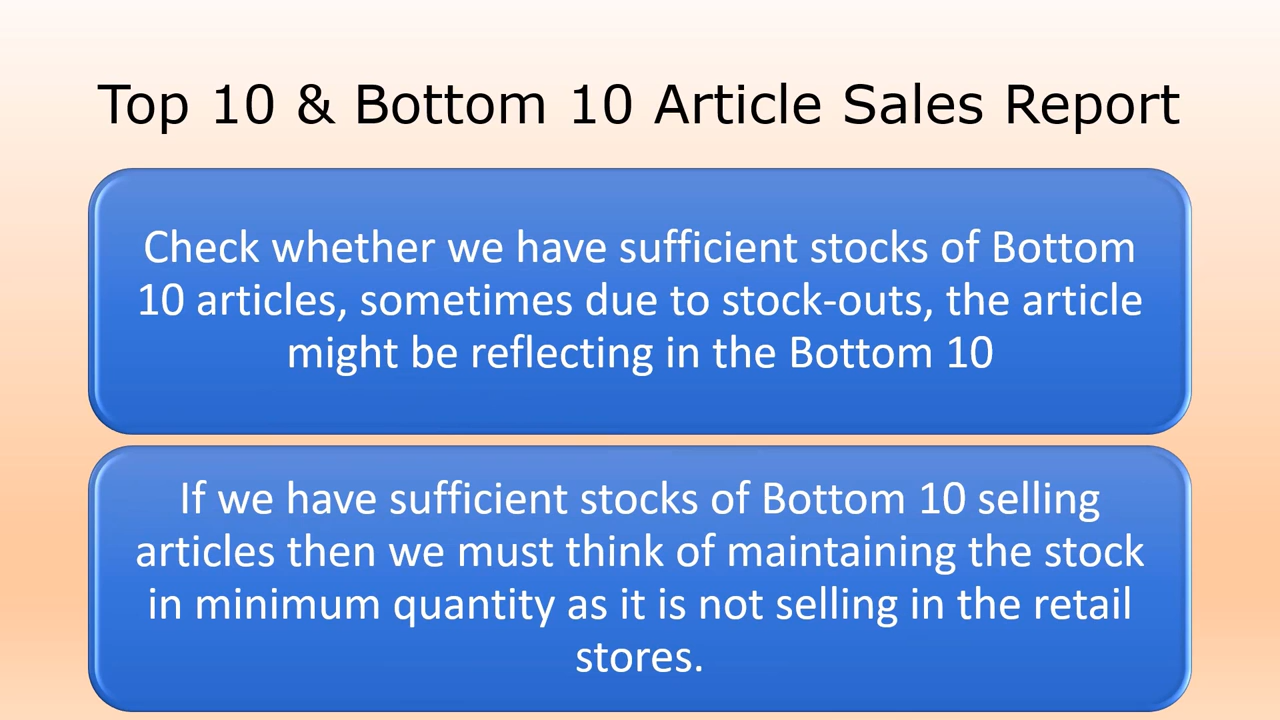 Top 10 & Bottom 10 Article Sales Report
Check whether we have sufficient stocks of Bottom
10 articles, sometimes due to stock-outs, the article
might be reflecting in the Bottom 10
If we have sufficient stocks of Bottom 10 selling
articles then we must think of maintaining the stock
in minimum quantity as it is not selling in the retail
stores.